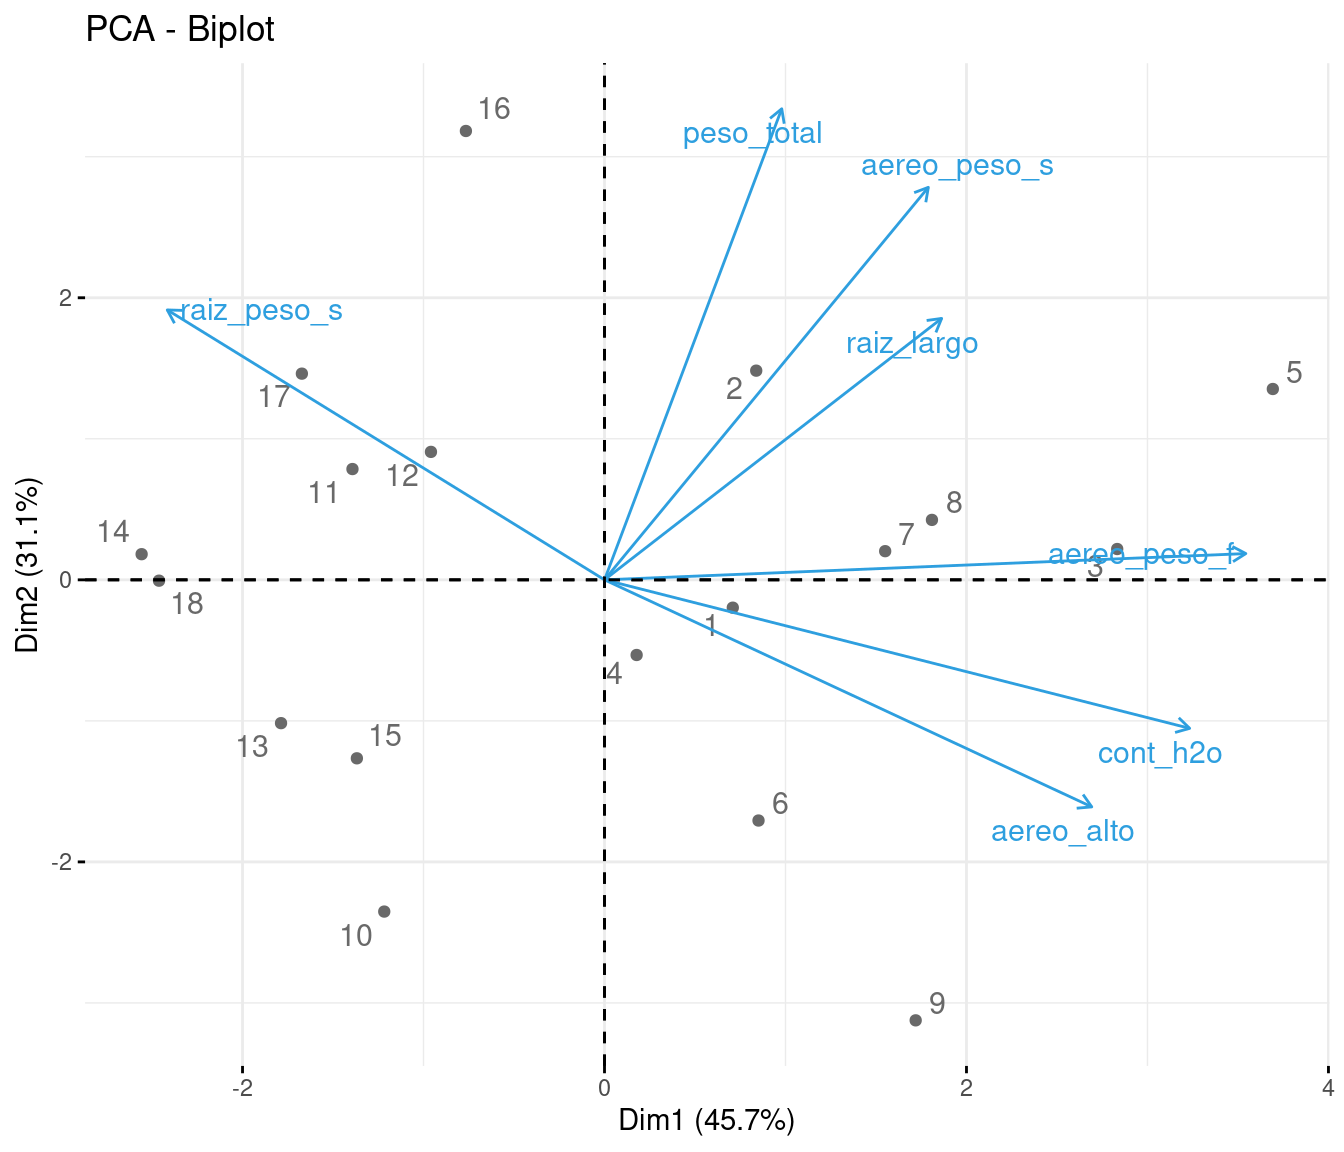 PCA - Biplot
16
peso_total
aereo_peso_s
raiz_peso_s
2
raiz_largo
17
2
5
12
11
8
14
7
aereo_peso_f
3
0
18
1
4
13
15
6
cont_h2o
aereo_alto
-2
10
9
-2
0
2
4
Dim1 (45.7%)
Dim2 (31.1%)